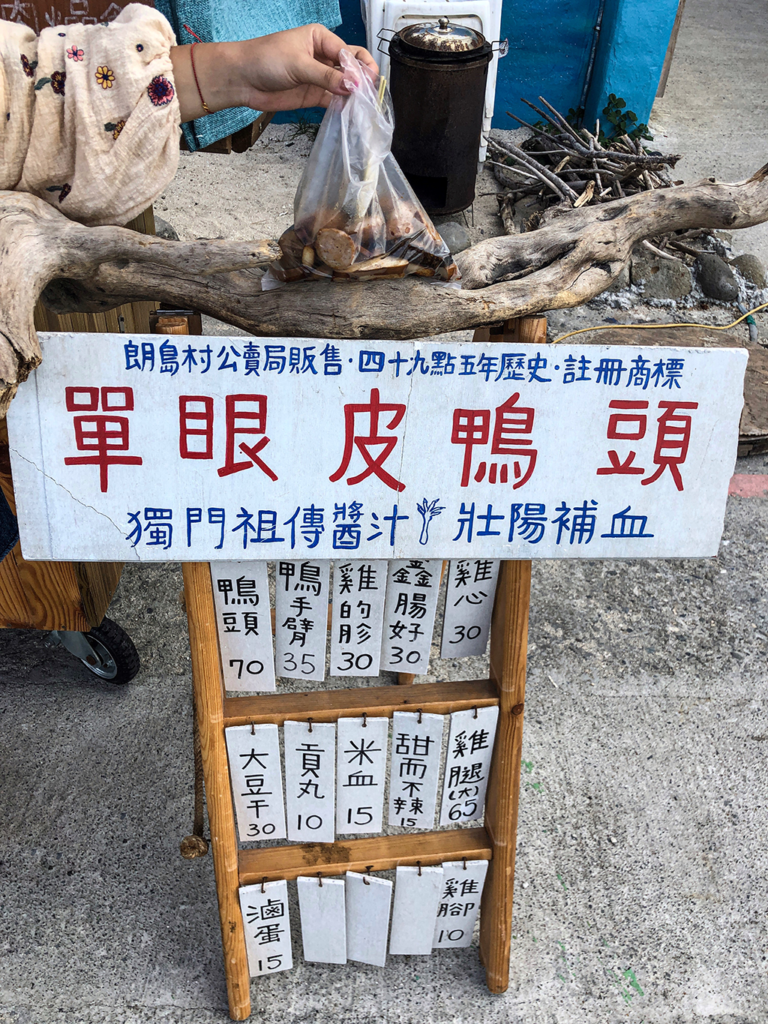 朗島村公賣局販售·四十九點五年歷史·註冊商標
單眼皮鴨頭
獨門祖傳醬汁 壯陽補血
鴨頭
70
鴨手臂
35
雞的胗
30
鑫腸好
30
雞心
30
大豆干
30
貢丸
10
米血
15
甜而不辣
15
雞腿(大)
65
滷蛋
15
雞腳
10